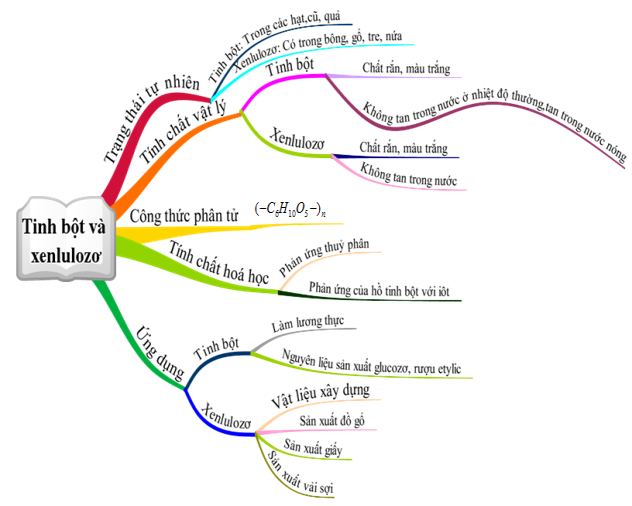 Tinh bột và
xenlulozơ
Trạng thái tự nhiên
Tinh bột: Trong các hạt,củ, quả
Xenlulozơ: Có trong bông, gỗ, tre, nứa
Tính chất vật lý
Tinh bột
Chất rắn, màu trắng
Không tan trong nước ở nhiệt độ thường,tan trong nước nóng
Xenlulozơ
Chất rắn, màu trắng
Không tan trong nước
Công thức phân tử
(–C₆H₁₀O₅–)ₙ
Tính chất hoá học
Phản ứng thuỷ phân
Phản ứng của hồ tinh bột với iôt
Ứng dụng
Tinh bột
Làm lương thực
Nguyên liệu sản xuất glucozơ, rượu etylic
Xenlulozơ
Vật liệu xây dựng
Sản xuất đồ gổ
Sản xuất giấy
Sản xuất vải sợi